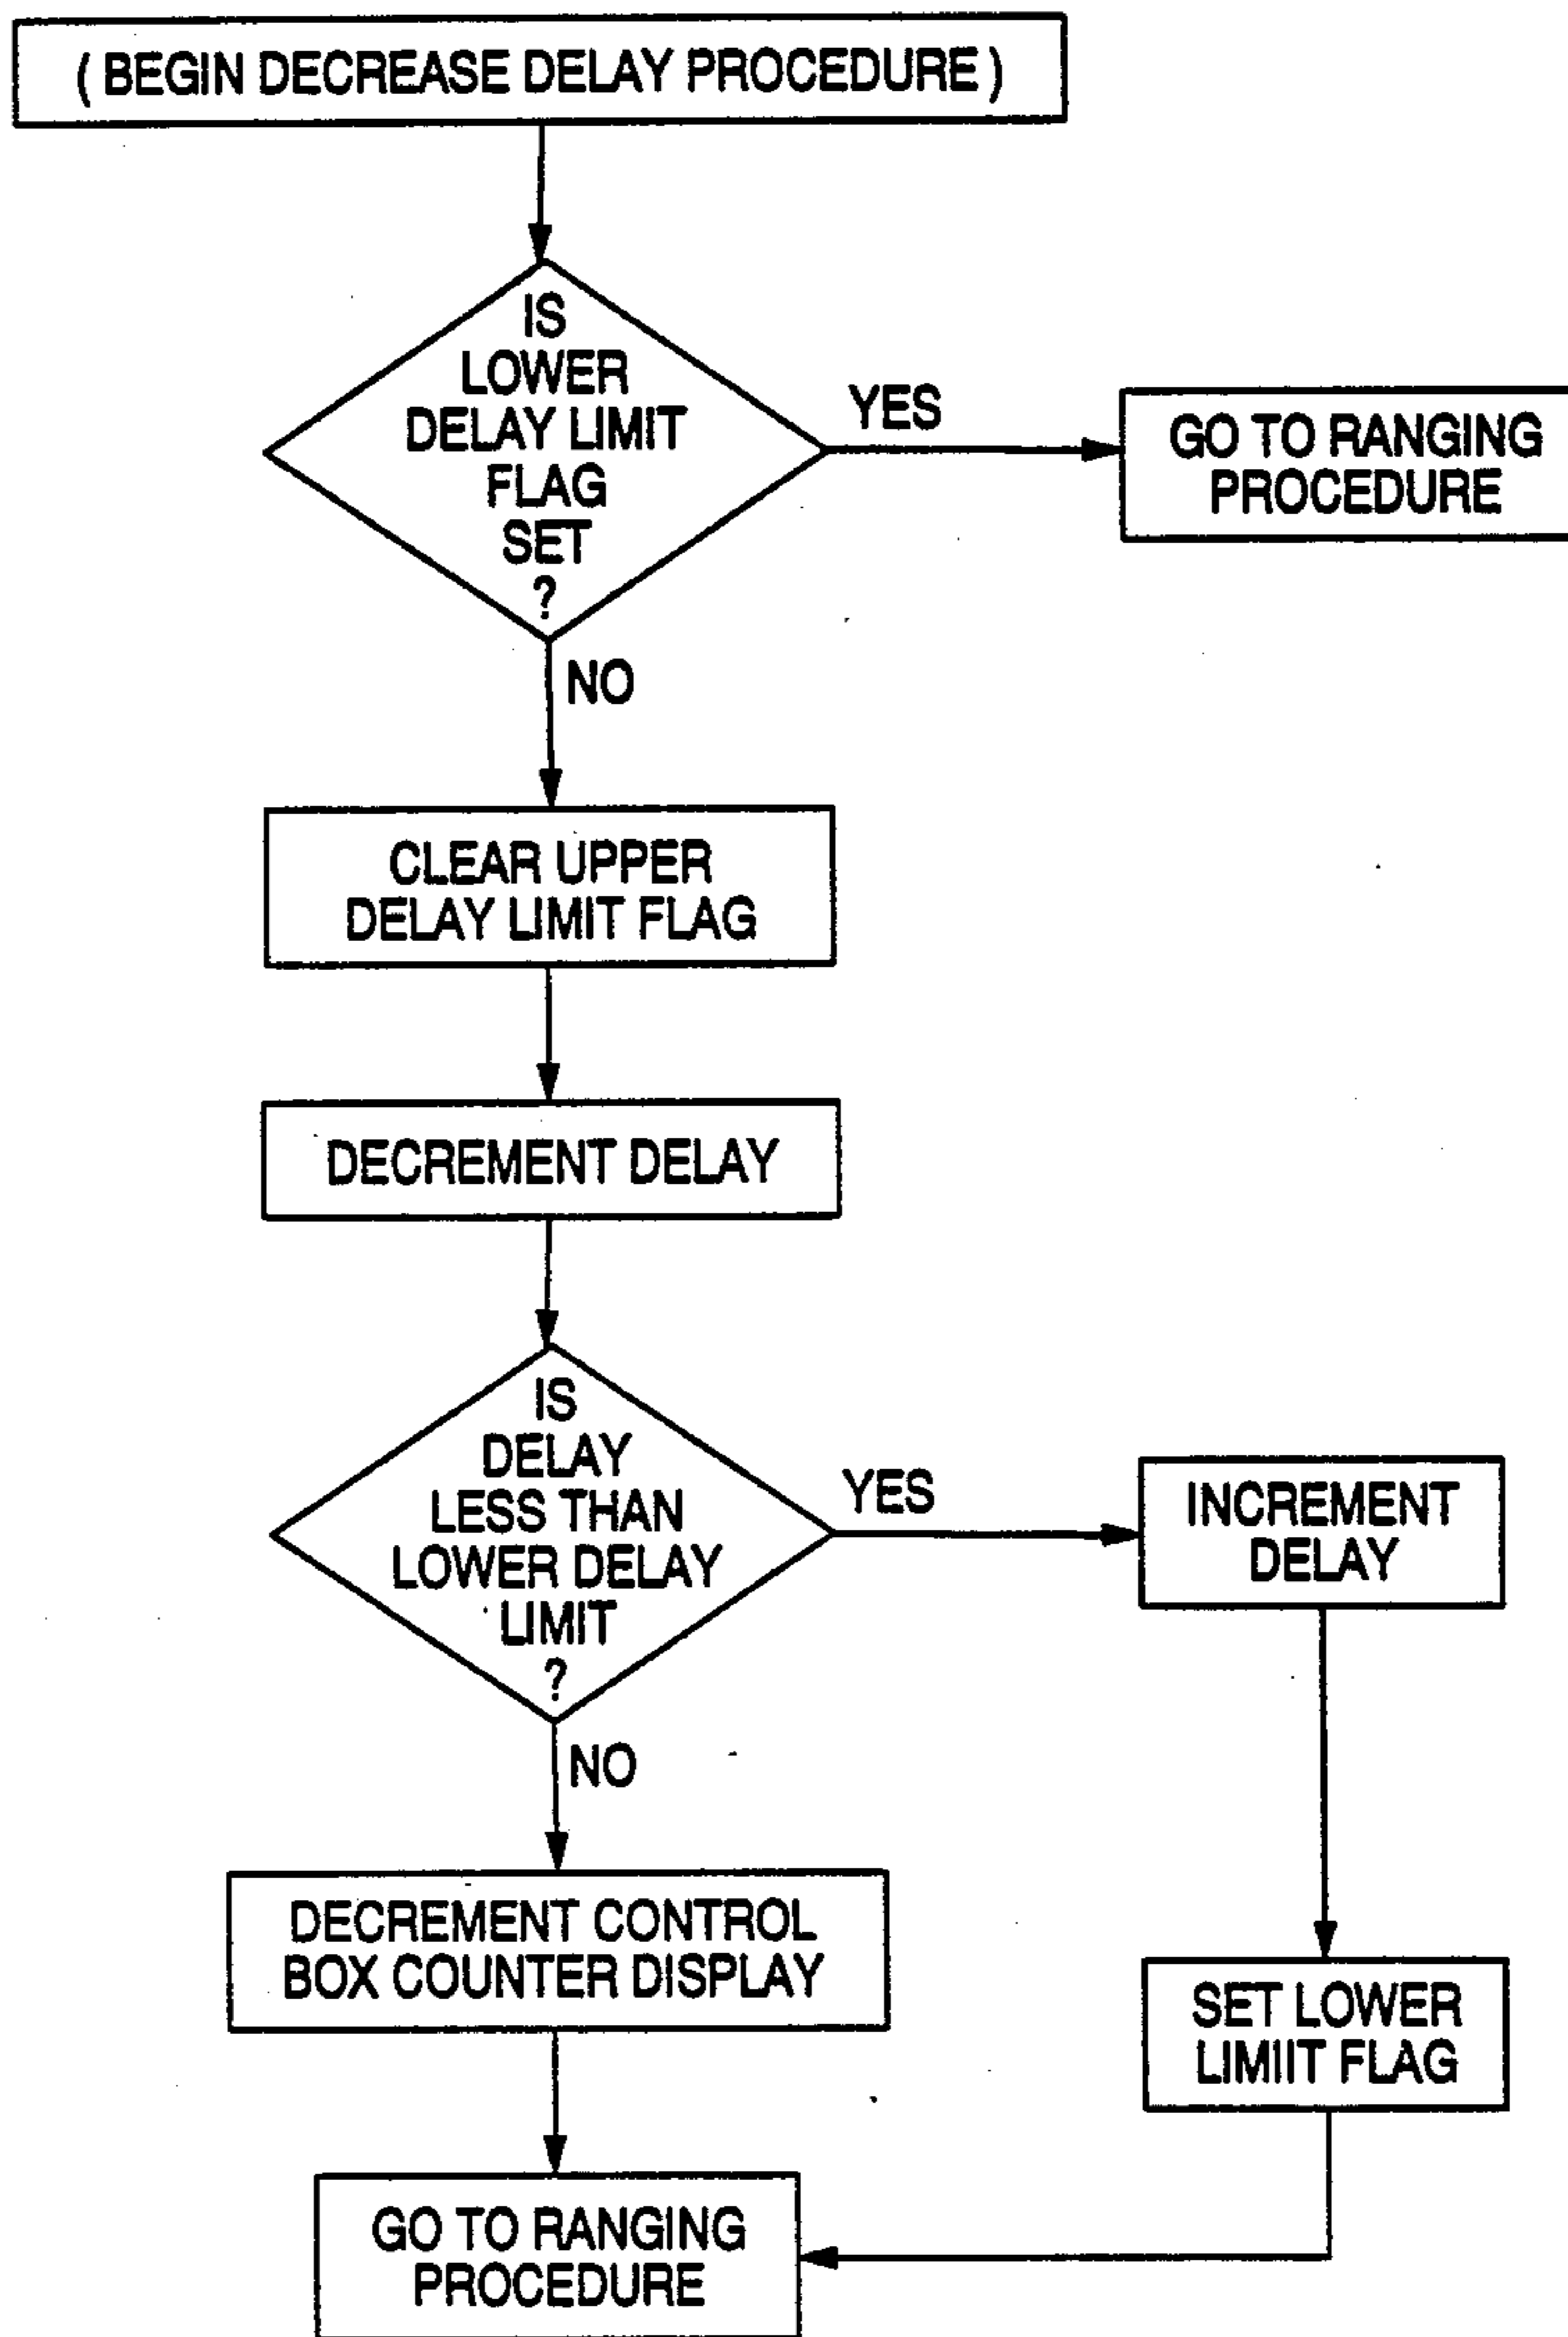 ( BEGIN DECREASE DELAY PROCEDURE )
IS
LOWER
DELAY LIMIT
FLAG
SET
?
YES
GO TO RANGING
PROCEDURE
NO
CLEAR UPPER
DELAY LIMIT FLAG
DECREMENT DELAY
IS
DELAY
LESS THAN
LOWER DELAY
LIMIT
?
YES
INCREMENT
DELAY
NO
DECREMENT CONTROL
BOX COUNTER DISPLAY
SET LOWER
LIMIIT FLAG
GO TO RANGING
PROCEDURE